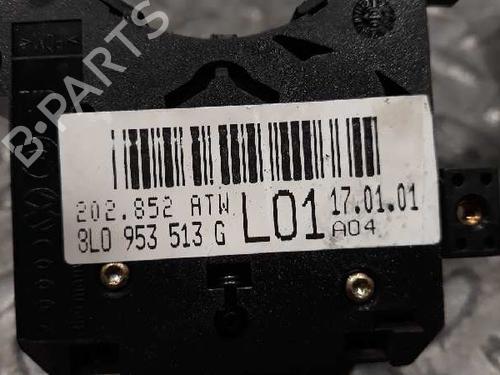 202.852 ATW
8L0 953 513 G L01 17.01.01
A04
B-PARTS